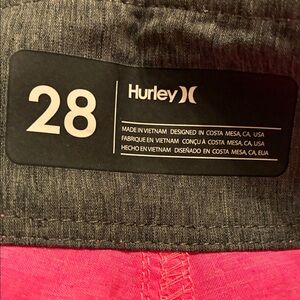 28
Hurley
MADE IN VIETNAM DESIGNED IN COSTA MESA, CA, USA
FABRIQUE EN VIETNAM CONÇU À COSTA MESA, CA, USA
HECHO EN VIETNAM DISEÑADO EN COSTA MESA, CA, EUA